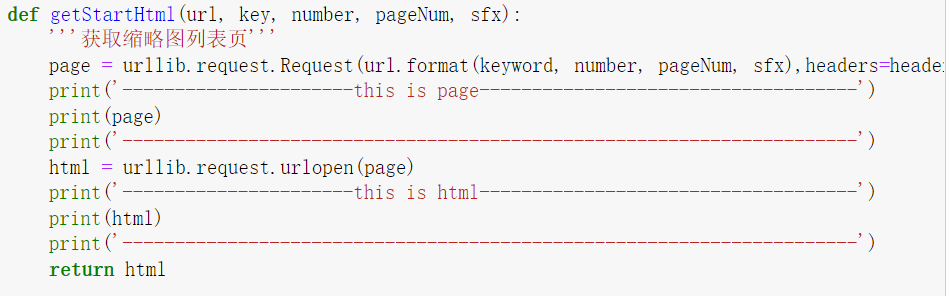 def getStartHtml(url, key, number, pageNum, sfx):
    '''获取缩略图列表页'''
    page = urllib.request.Request(url.format(keyword, number, pageNum, sfx),headers=header
    print('----------------------this is page------------------------------------')
    print(page)
    print('----------------------------------------------------------------------')
    html = urllib.request.urlopen(page)
    print('----------------------this is html------------------------------------')
    print(html)
    print('----------------------------------------------------------------------')
    return html